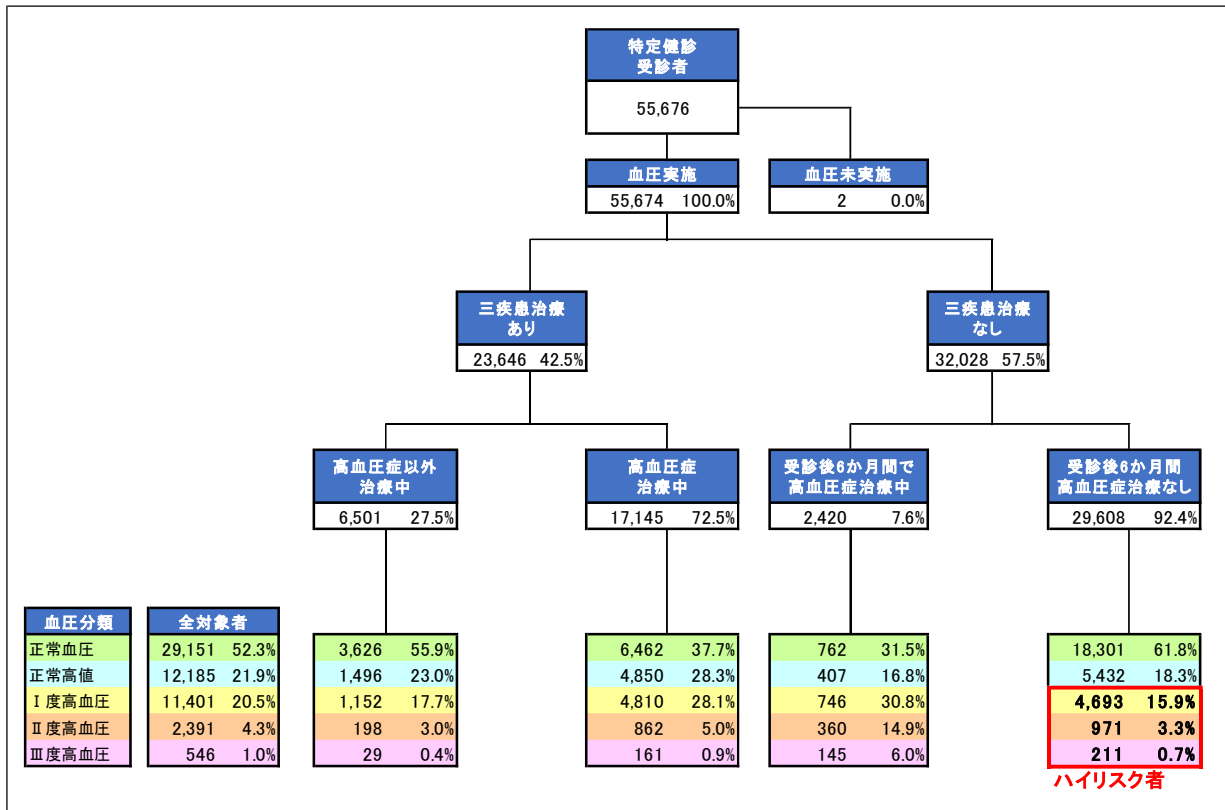 特定健診
受診者
55,676
血圧実施
55,674 100.0%
血圧未実施
2 0.0%
三疾患治療
あり
23,646 42.5%
三疾患治療
なし
32,028 57.5%
高血圧症以外
治療中
6,501 27.5%
高血圧症
治療中
17,145 72.5%
受診後6か月間で
高血圧症治療中
2,420 7.6%
受診後6か月間
高血圧症治療なし
29,608 92.4%
血圧分類 全対象者
正常血圧 29,151 52.3% 3,626 55.9% 6,462 37.7% 762 31.5% 18,301 61.8%
正常高値 12,185 21.9% 1,496 23.0% 4,850 28.3% 407 16.8% 5,432 18.3%
Ⅰ度高血圧 11,401 20.5% 1,152 17.7% 4,810 28.1% 746 30.8% 4,693 15.9%
Ⅱ度高血圧 2,391 4.3% 198 3.0% 862 5.0% 360 14.9% 971 3.3%
Ⅲ度高血圧 546 1.0% 29 0.4% 161 0.9% 145 6.0% 211 0.7%
ハイリスク者